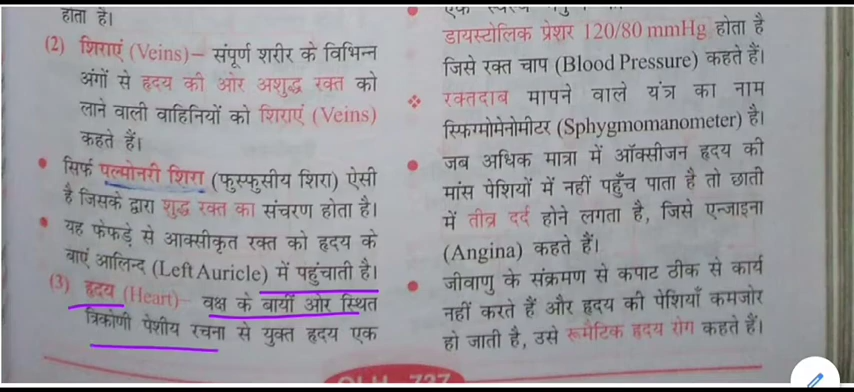 होता है।
(2) शिराएं (Veins)– संपूर्ण शरीर के विभिन्न
अंगों से हृदय की ओर अशुद्ध रक्त को
लाने वाली वाहिनियों को शिराएं (Veins)
कहते हैं।
• सिर्फ पल्मोनरी शिरा (फुस्फुसीय शिरा) ऐसी
है जिसके द्वारा शुद्ध रक्त का संचरण होता है।
• यह फेफड़े से आक्सीकृत रक्त को हृदय के
बाएं आलिन्द (Left Auricle) में पहुंचाती है।
(3) हृदय (Heart)– वक्ष के बायीं ओर स्थित
त्रिकोणी पेशीय रचना से युक्त हृदय एक
डायस्टोलिक प्रेशर 120/80 mmHg होता है
जिसे रक्त चाप (Blood Pressure) कहते हैं।
❖ रक्तदाब मापने वाले यंत्र का नाम
स्फिग्मोमेनोमीटर (Sphygmomanometer) है।
• जब अधिक मात्रा में ऑक्सीजन हृदय की
मांस पेशियों में नहीं पहुँच पाता है तो छाती
में तीव्र दर्द होने लगता है, जिसे एन्जाइना
(Angina) कहते हैं।
• जीवाणु के संक्रमण से कपाट ठीक से कार्य
नहीं करते हैं और हृदय की पेशियाँ कमजोर
हो जाती है, उसे रूमैटिक हृदय रोग कहते हैं।